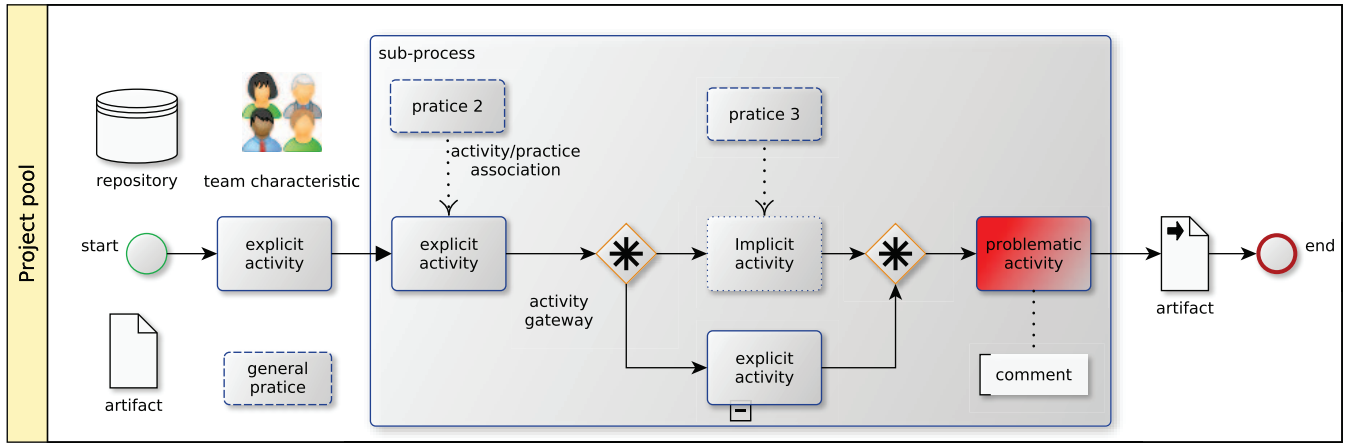 Project pool
sub-process
pratice 2
pratice 3
activity/practice
association
repository
team characteristic
start
explicit
activity
explicit
activity
Implicit
activity
problematic
activity
end
artifact
activity
gateway
explicit
activity
comment
general
pratice
artifact